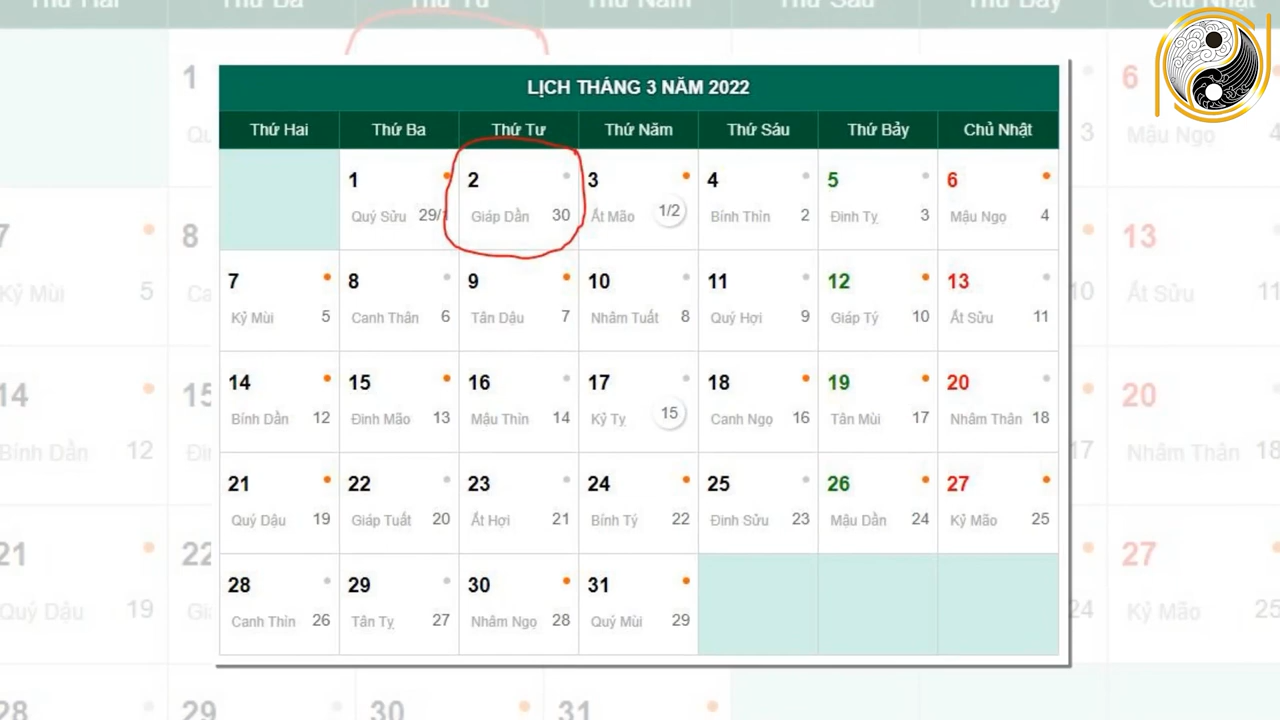 LỊCH THÁNG 3 NĂM 2022
Thứ Hai Thứ Ba Thứ Tư Thứ Năm Thứ Sáu Thứ Bảy Chủ Nhật
1 2 3 4 5 6
Quý Sửu 29/1 Giáp Dần 30 Ất Mão 1/2 Bính Thìn 2 Đinh Tỵ 3 Mậu Ngọ 4
7 8 9 10 11 12 13
Kỷ Mùi 5 Canh Thân 6 Tân Dậu 7 Nhâm Tuất 8 Quý Hợi 9 Giáp Tý 10 Ất Sửu 11
14 15 16 17 18 19 20
Bính Dần 12 Đinh Mão 13 Mậu Thìn 14 Kỷ Tỵ 15 Canh Ngọ 16 Tân Mùi 17 Nhâm Thân 18
21 22 23 24 25 26 27
Quý Dậu 19 Giáp Tuất 20 Ất Hợi 21 Bính Tý 22 Đinh Sửu 23 Mậu Dần 24 Kỷ Mão 25
28 29 30 31
Canh Thìn 26 Tân Tỵ 27 Nhâm Ngọ 28 Quý Mùi 29